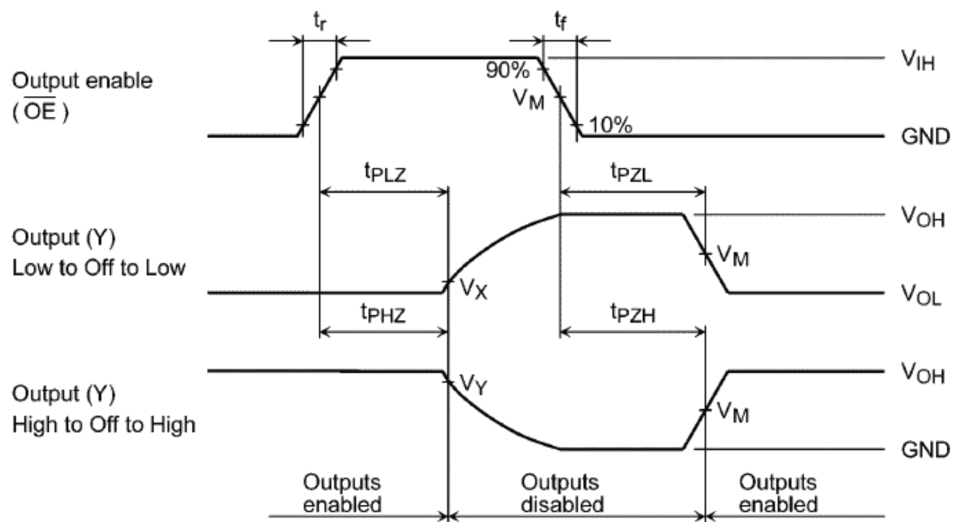 tr
tf
Output enable
( OE )
90%
VM
10%
VIH
GND
tPLZ
tPZL
Output (Y)
Low to Off to Low
VX
VM
VOH
VOL
tPHZ
tPZH
Output (Y)
High to Off to High
VY
VM
VOH
GND
Outputs
enabled
Outputs
disabled
Outputs
enabled